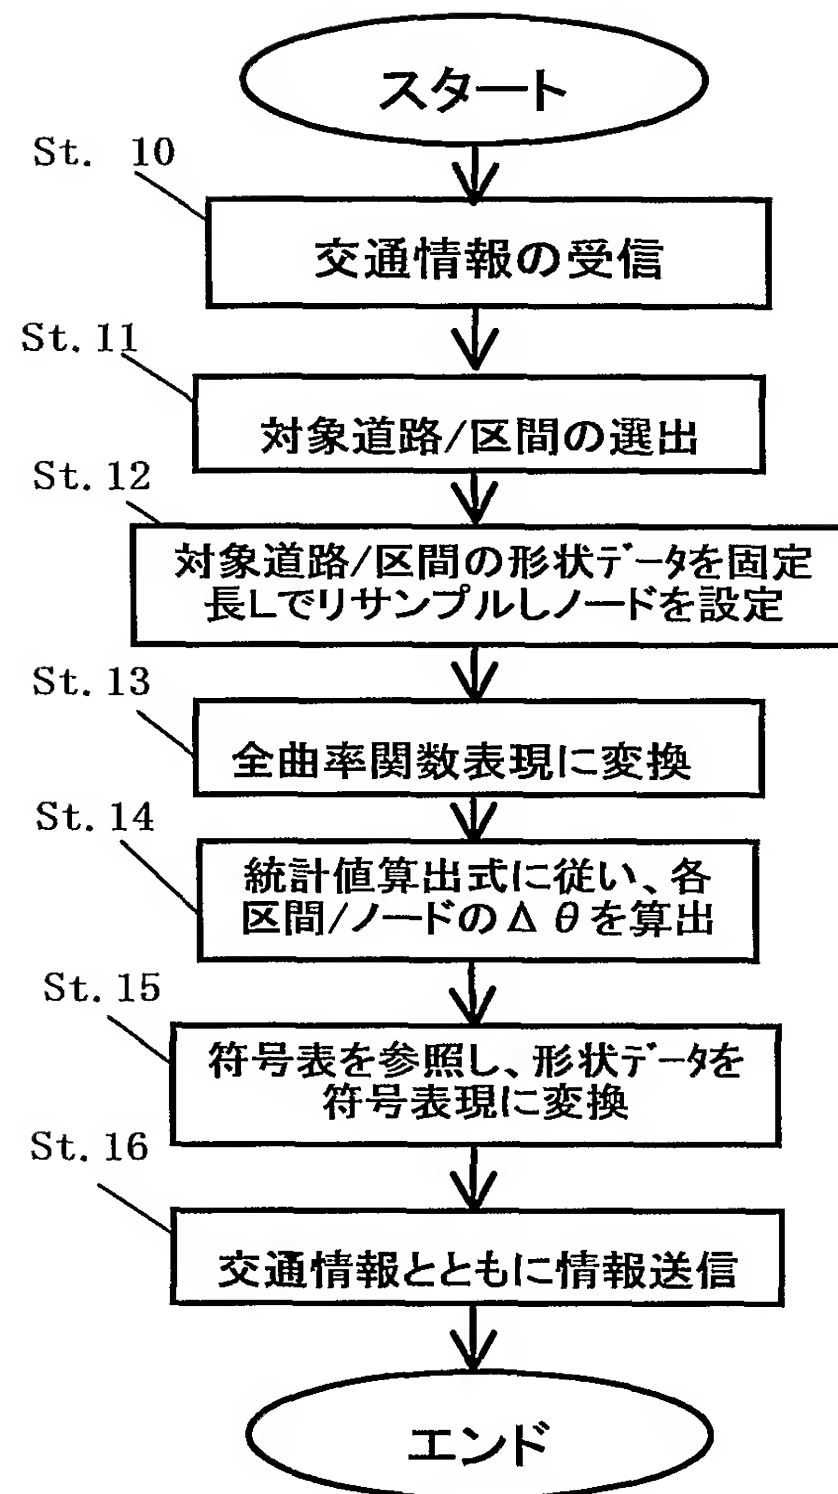 スタート
St. 10
交通情報の受信
St. 11
対象道路/区間の選出
St. 12
対象道路/区間の形状データを固定
長Lでリサンプルしノードを設定
St. 13
全曲率関数表現に変換
St. 14
統計値算出式に従い、各
区間/ノードのΔ θを算出
St. 15
符号表を参照し、形状データを
符号表現に変換
St. 16
交通情報とともに情報送信
エンド